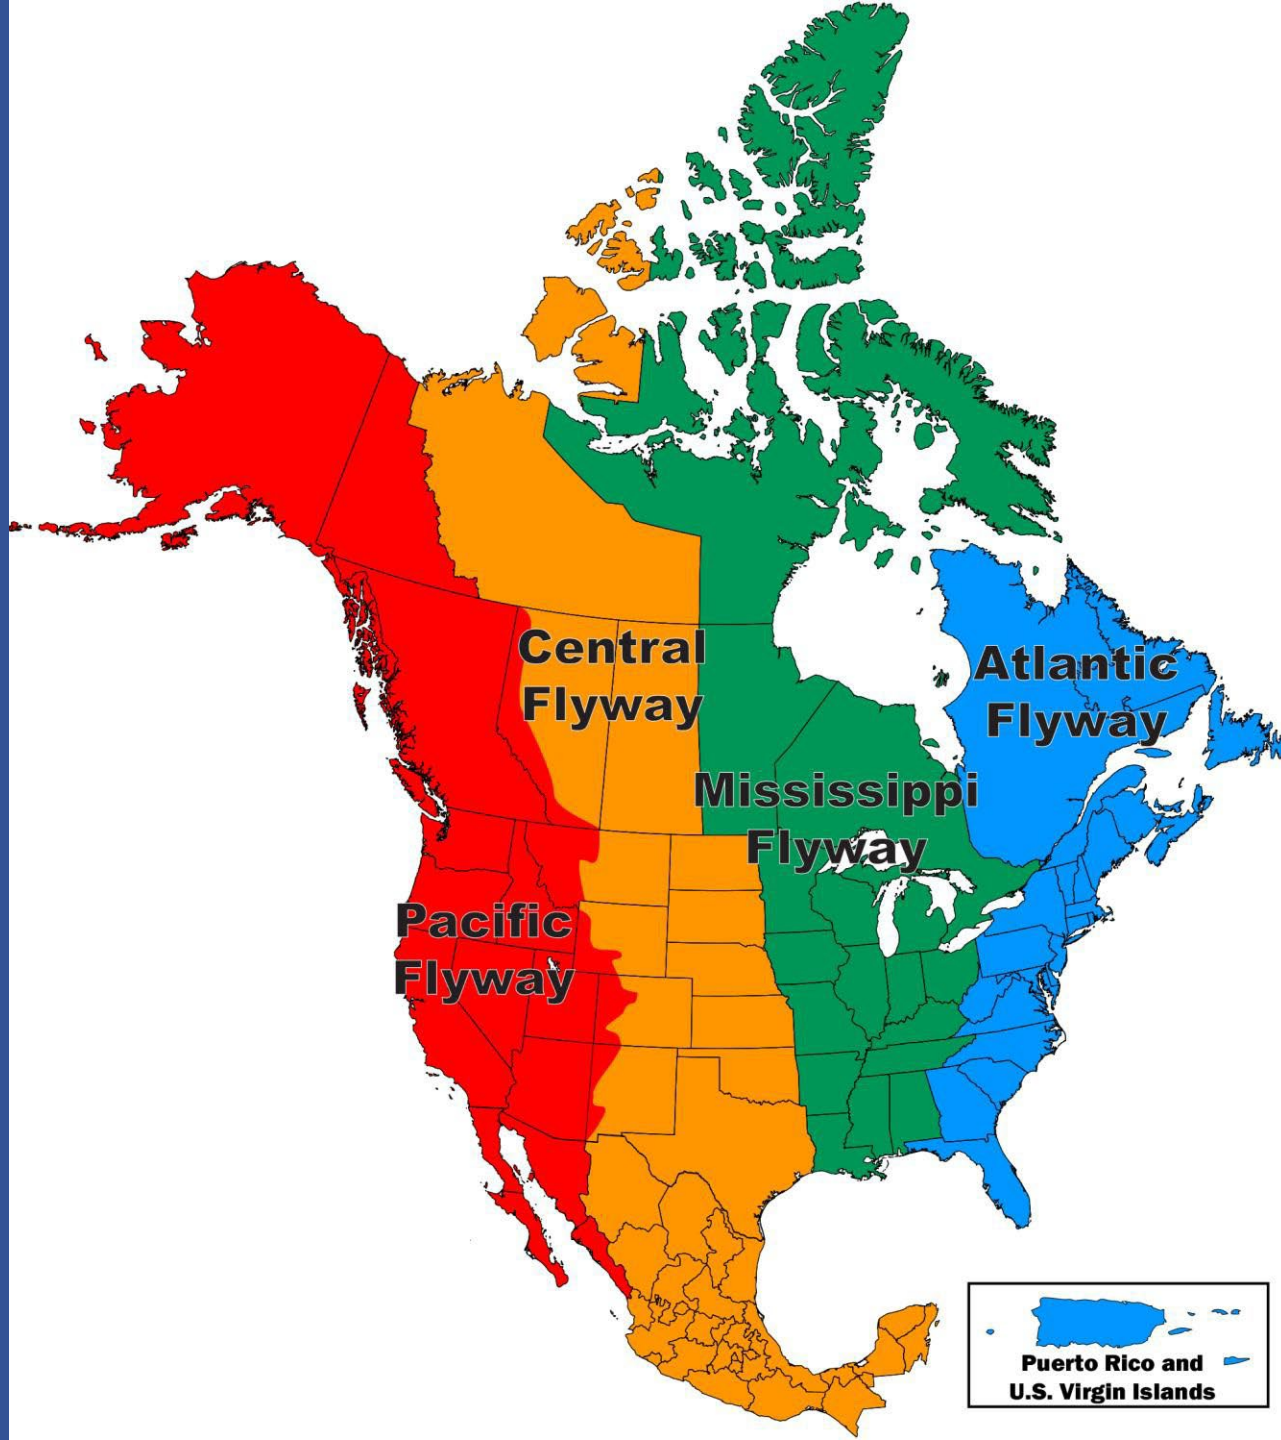 Central
Flyway
Atlantic
Flyway
Mississippi
Flyway
Pacific
Flyway
Puerto Rico and
U.S. Virgin Islands